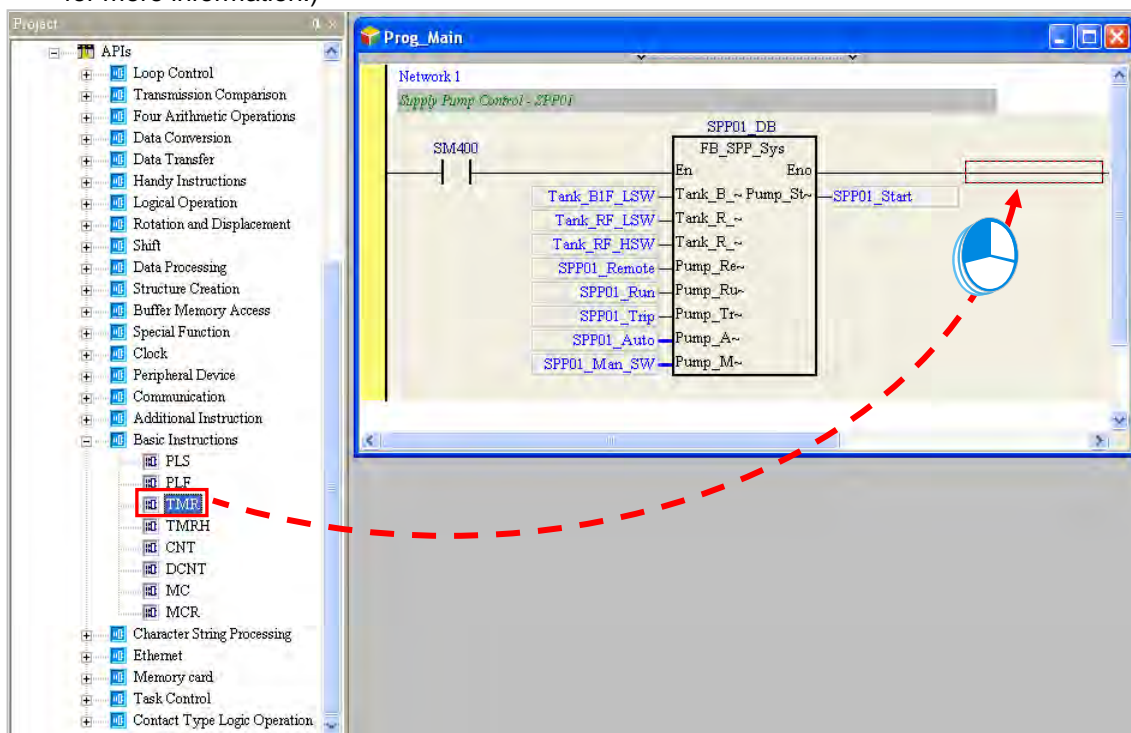 for more information.)
Project
APIs
Loop Control
Transmission Comparison
Four Arithmetic Operations
Data Conversion
Data Transfer
Handy Instructions
Logical Operation
Rotation and Displacement
Shift
Data Processing
Structure Creation
Buffer Memory Access
Special Function
Clock
Peripheral Device
Communication
Additional Instruction
Basic Instructions
PLS
PLF
TMR
TMRH
CNT
DCNT
MC
MCR
Character String Processing
Ethernet
Memory card
Task Control
Contact Type Logic Operation
Prog_Main
Network 1
Supply Pump Control - SPP01
SPP01_DB
SM400
FB_SPP_Sys
En Eno
Tank_B1F_LSW Tank_B_~ Pump_St~ SPP01_Start
Tank_RF_LSW Tank_R_~
Tank_RF_HSW Tank_R_~
SPP01_Remote Pump_Re~
SPP01_Run Pump_Ru~
SPP01_Trip Pump_Tr~
SPP01_Auto Pump_A~
SPP01_Man_SW Pump_M~